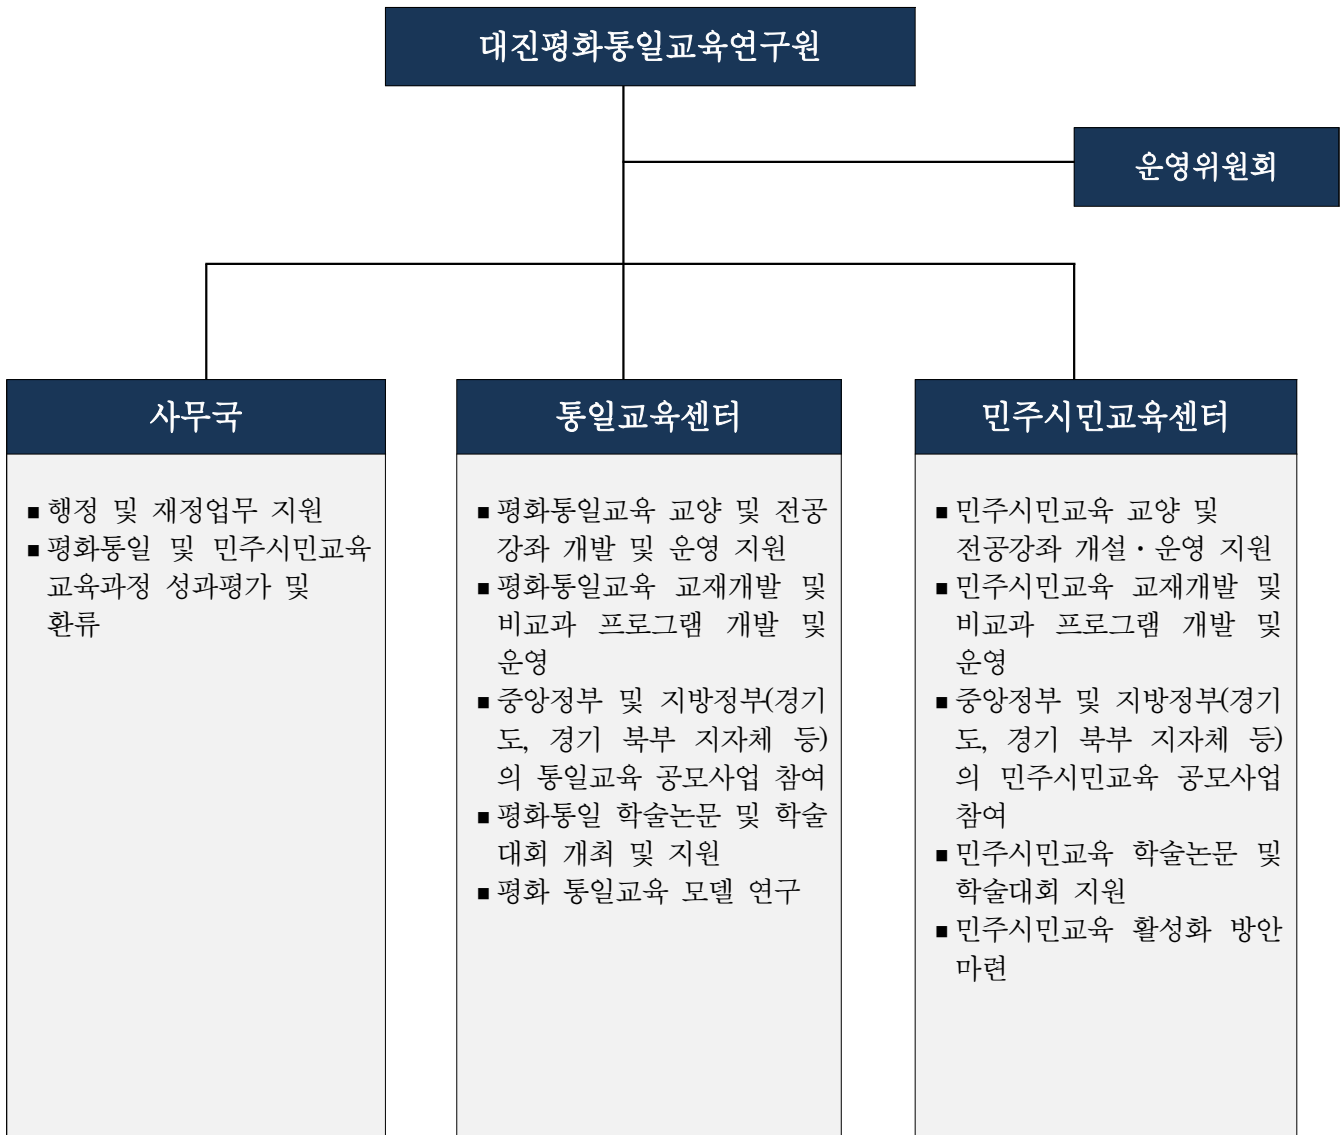 대진평화통일교육연구원
운영위원회
사무국
■ 행정 및 재정업무 지원
■ 평화통일 및 민주시민교육
교육과정 성과평가 및
환류
통일교육센터
■ 평화통일교육 교양 및 전공
강좌 개발 및 운영 지원
■ 평화통일교육 교재개발 및
비교과 프로그램 개발 및
운영
■ 중앙정부 및 지방정부(경기
도, 경기 북부 지자체 등)
의 통일교육 공모사업 참여
■ 평화통일 학술논문 및 학술
대회 개최 및 지원
■ 평화 통일교육 모델 연구
민주시민교육센터
■ 민주시민교육 교양 및
전공강좌 개설・운영 지원
■ 민주시민교육 교재개발 및
비교과 프로그램 개발 및
운영
■ 중앙정부 및 지방정부(경기
도, 경기 북부 지자체 등)
의 민주시민교육 공모사업
참여
■ 민주시민교육 학술논문 및
학술대회 지원
■ 민주시민교육 활성화 방안
마련